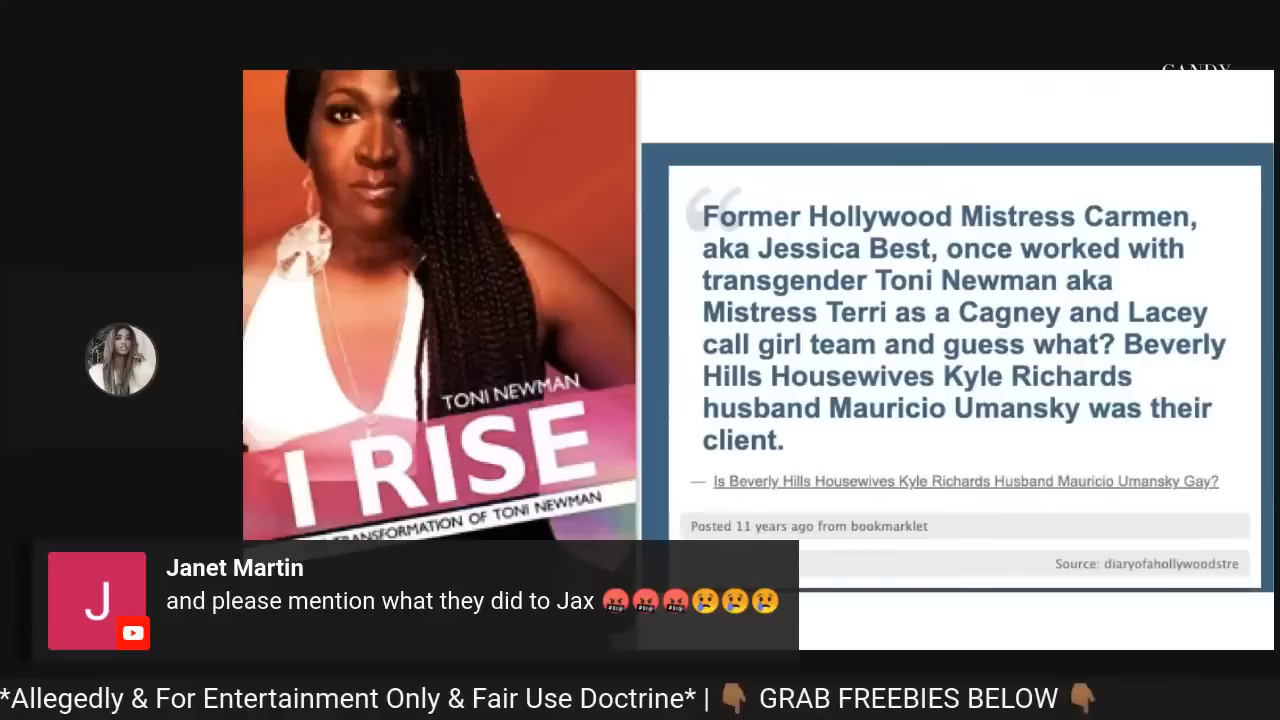 CANDY
TONI NEWMAN
I RISE
TRANSFORMATION OF TONI NEWMAN
“
Former Hollywood Mistress Carmen,
aka Jessica Best, once worked with
transgender Toni Newman aka
Mistress Terri as a Cagney and Lacey
call girl team and guess what? Beverly
Hills Housewives Kyle Richards
husband Mauricio Umansky was their
client.
— Is Beverly Hills Housewives Kyle Richards Husband Mauricio Umansky Gay?
Posted 11 years ago from bookmarklet
Source: diaryofahollywoodstre
J
Janet Martin
and please mention what they did to Jax 🤬🤬🤬😢😢😢
*Allegedly & For Entertainment Only & Fair Use Doctrine* | 👇🏾 GRAB FREEBIES BELOW 👇🏾